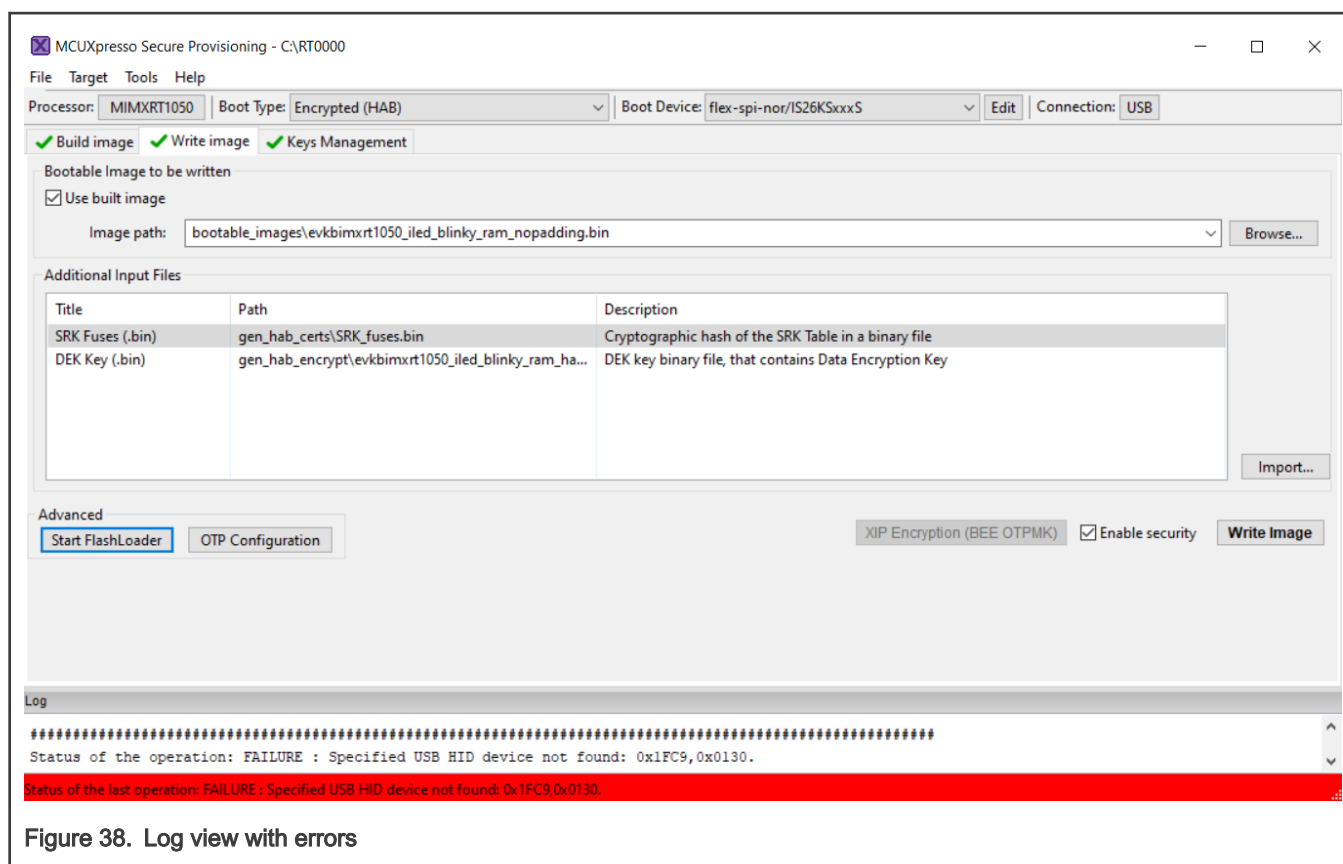 MCUXpresso Secure Provisioning - C:\RT0000
File Target Tools Help
Processor: MIMXRT1050 Boot Type: Encrypted (HAB) Boot Device: flex-spi-nor/IS26KSxxxS Edit Connection: USB
Build image Write image Keys Management
Bootable Image to be written
Use built image
Image path: bootable_images\evkbimxrt1050_iled_blinky_ram_nopadding.bin Browse...
Additional Input Files
Title Path Description
SRK Fuses (.bin) gen_hab_certs\SRK_fuses.bin Cryptographic hash of the SRK Table in a binary file
DEK Key (.bin) gen_hab_encrypt\evkbimxrt1050_iled_blinky_ram_ha... DEK key binary file, that contains Data Encryption Key
Import...
Advanced
Start FlashLoader OTP Configuration XIP Encryption (BEE OTPMK) Enable security Write Image
Log
##########################################################################################################
Status of the operation: FAILURE : Specified USB HID device not found: 0x1FC9,0x0130.
Status of the last operation: FAILURE : Specified USB HID device not found: 0x1FC9,0x0130.
Figure 38. Log view with errors